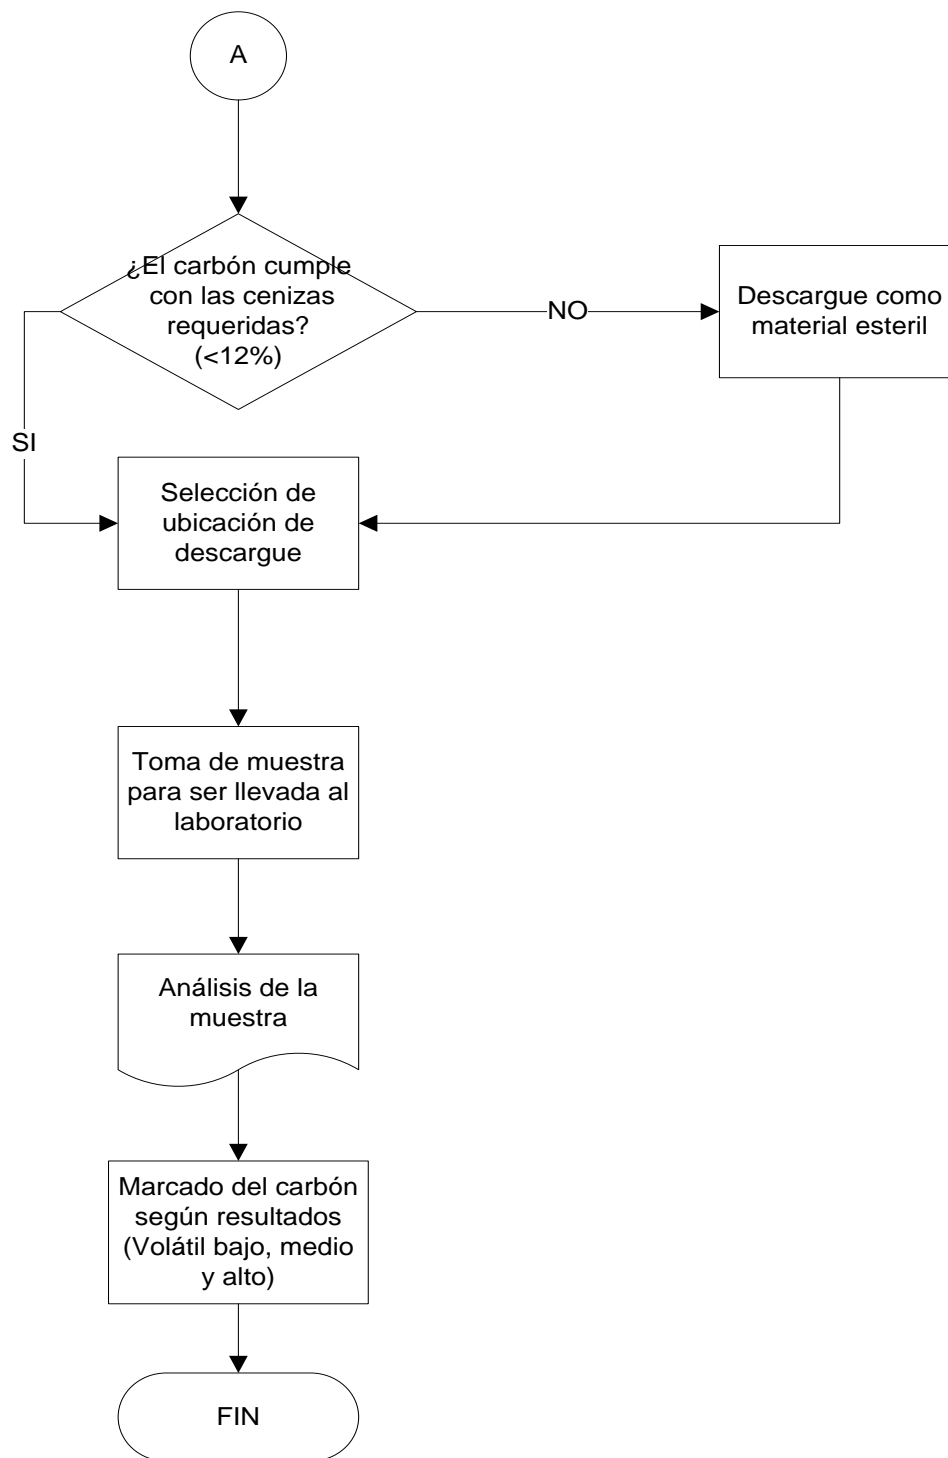 A
¿El carbón cumple
con las cenizas
requeridas?
(<12%)
NO
Descargue como
material esteril
SI
Selección de
ubicación de
descargue
Toma de muestra
para ser llevada al
laboratorio
Análisis de la
muestra
Marcado del carbón
según resultados
(Volátil bajo, medio
y alto)
FIN